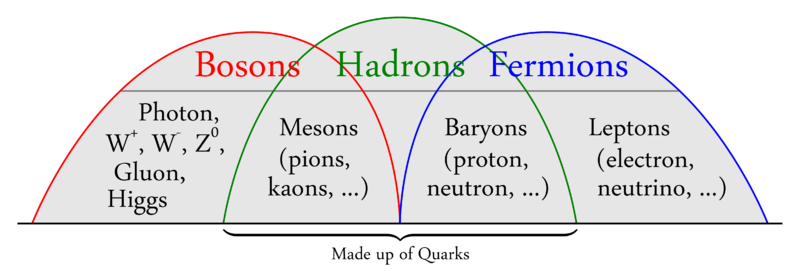 Bosons Hadrons Fermions
Photon,
W⁺, W⁻, Z⁰,
Gluon,
Higgs
Mesons
(pions,
kaons, ...)
Baryons
(proton,
neutron, ...)
Leptons
(electron,
neutrino, ...)
Made up of Quarks